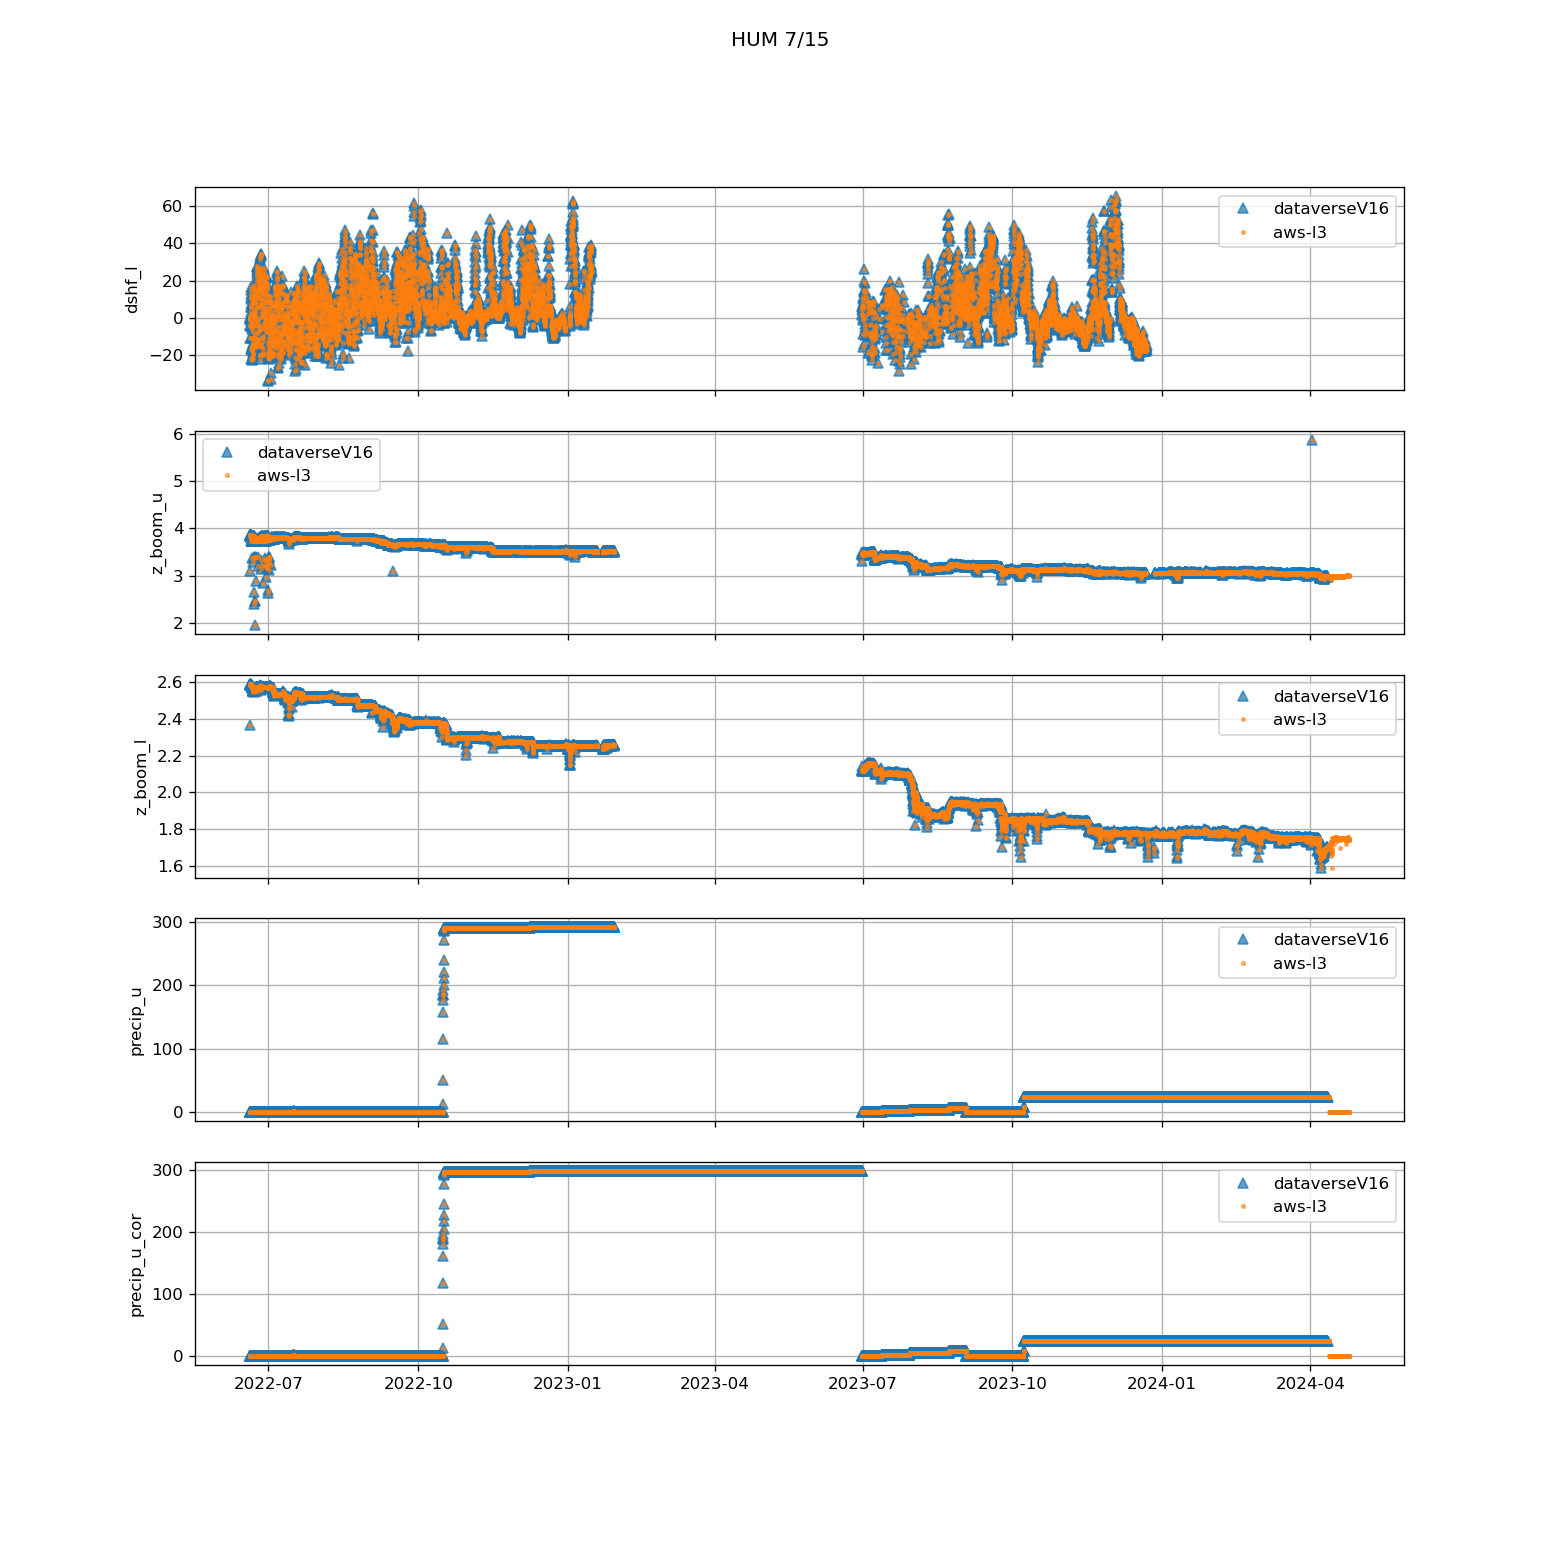 HUM 7/15
dshf_l
60
40
20
0
−20
dataverseV16
aws-l3
z_boom_u
6
5
4
3
2
dataverseV16
aws-l3
z_boom_l
2.6
2.4
2.2
2.0
1.8
1.6
dataverseV16
aws-l3
precip_u
300
200
100
0
dataverseV16
aws-l3
precip_u_cor
300
200
100
0
dataverseV16
aws-l3
2022-07 2022-10 2023-01 2023-04 2023-07 2023-10 2024-01 2024-04